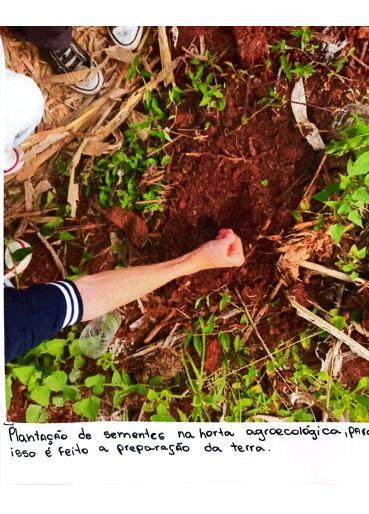 Plantação de sementes na horta agroecológica, para
isso é feito a preparação da terra.